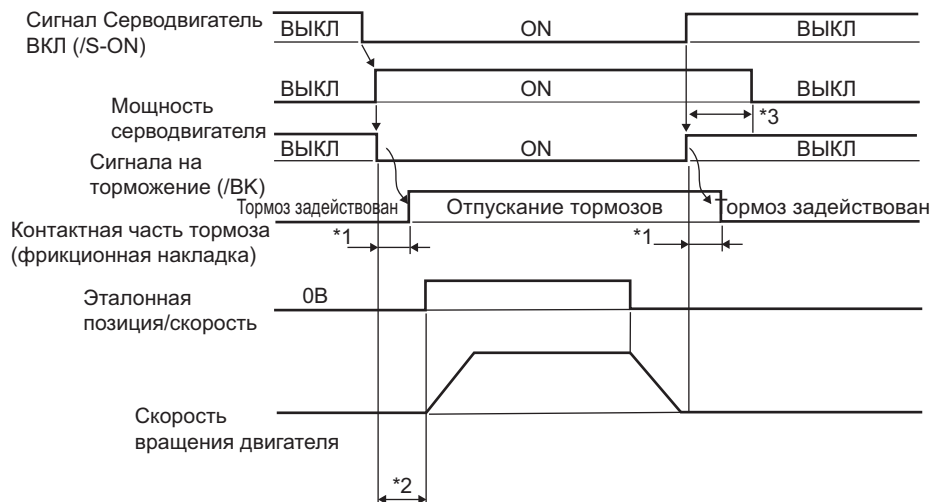 Сигнал Серводвигатель
ВКЛ (/S-ON)
ВЫКЛ
ON
ВЫКЛ
Мощность
серводвигателя
ВЫКЛ
ON
ВЫКЛ
*3
Сигнала на
торможение (/BK)
ВЫКЛ
ON
ВЫКЛ
Контактная часть тормоза
(фрикционная накладка)
Тормоз задействован
Отпускание тормозов
Тормоз задействован
*1
*1
Эталонная
позиция/скорость
0В
Скорость
вращения двигателя
*2